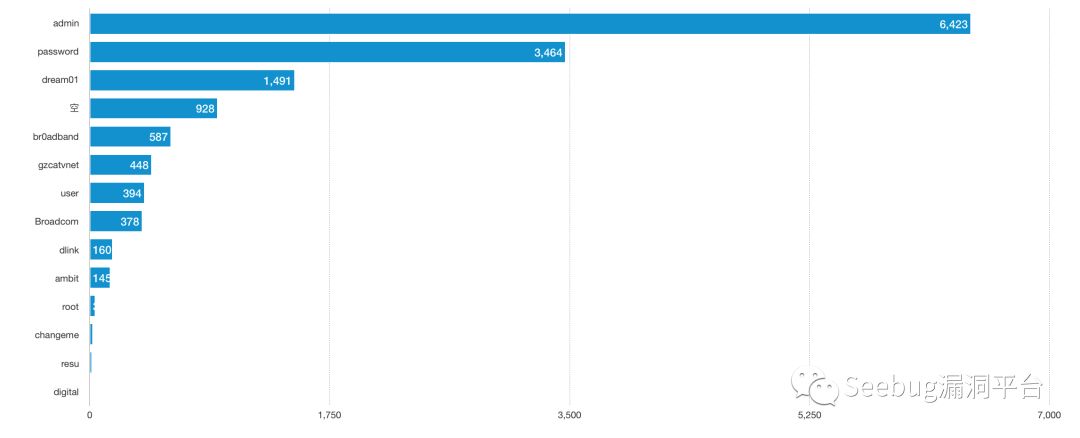 admin 6,423
password 3,464
dream01 1,491
空 928
br0adband 587
gzcatvnet 448
user 394
Broadcom 378
dlink 160
ambit 145
root
changeme
resu
digital
0 1,750 3,500 5,250 7,000
Seebug漏洞平台